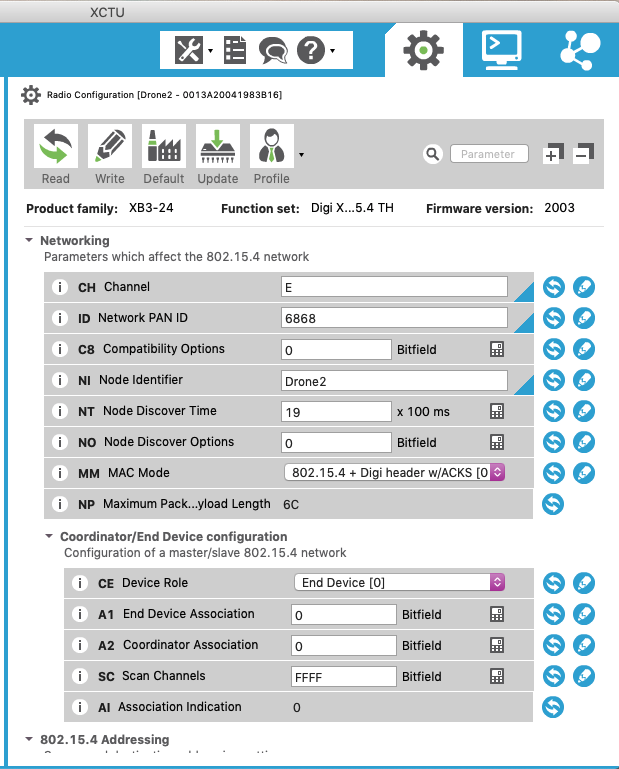 XCTU
Radio Configuration [Drone2 - 0013A20041983B16]
Read Write Default Update Profile Parameter
Product family: XB3-24 Function set: Digi X...5.4 TH Firmware version: 2003
Networking
Parameters which affect the 802.15.4 network
i CH Channel E
i ID Network PAN ID 6868
i C8 Compatibility Options 0 Bitfield
i NI Node Identifier Drone2
i NT Node Discover Time 19 x 100 ms
i NO Node Discover Options 0 Bitfield
i MM MAC Mode 802.15.4 + Digi header w/ACKS [0
i NP Maximum Pack...yload Length 6C
Coordinator/End Device configuration
Configuration of a master/slave 802.15.4 network
i CE Device Role End Device [0]
i A1 End Device Association 0 Bitfield
i A2 Coordinator Association 0 Bitfield
i SC Scan Channels FFFF Bitfield
i AI Association Indication 0
802.15.4 Addressing